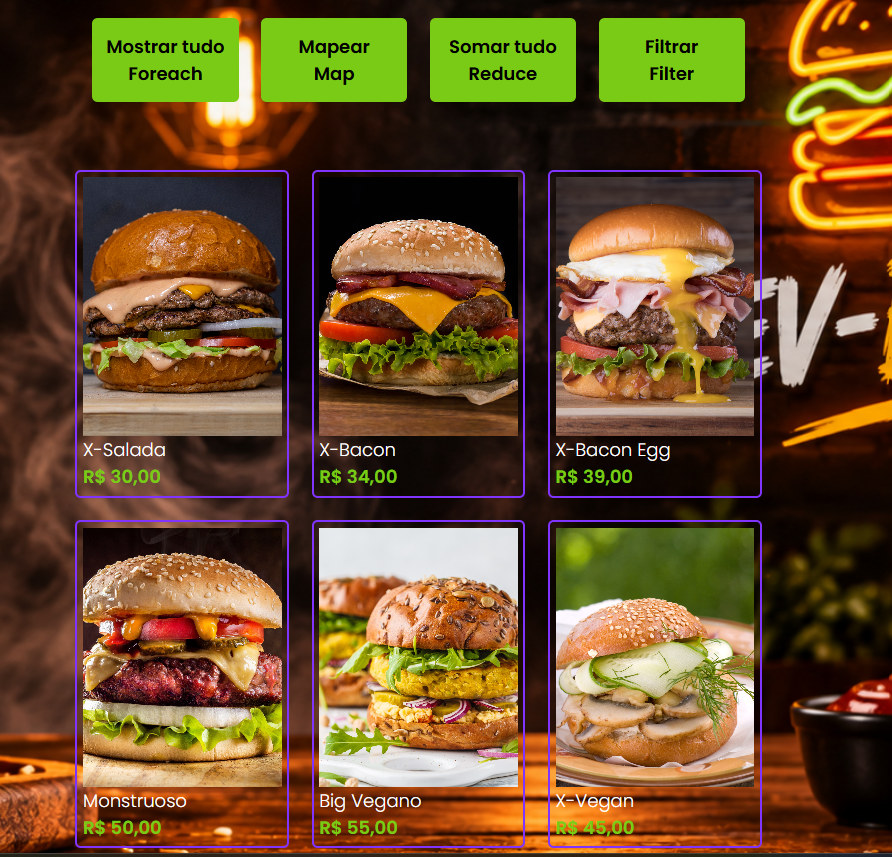 Mostrar tudo
Foreach
Mapear
Map
Somar tudo
Reduce
Filtrar
Filter
X-Salada
R$ 30,00
X-Bacon
R$ 34,00
X-Bacon Egg
R$ 39,00
Monstruoso
R$ 50,00
Big Vegano
R$ 55,00
X-Vegan
R$ 45,00